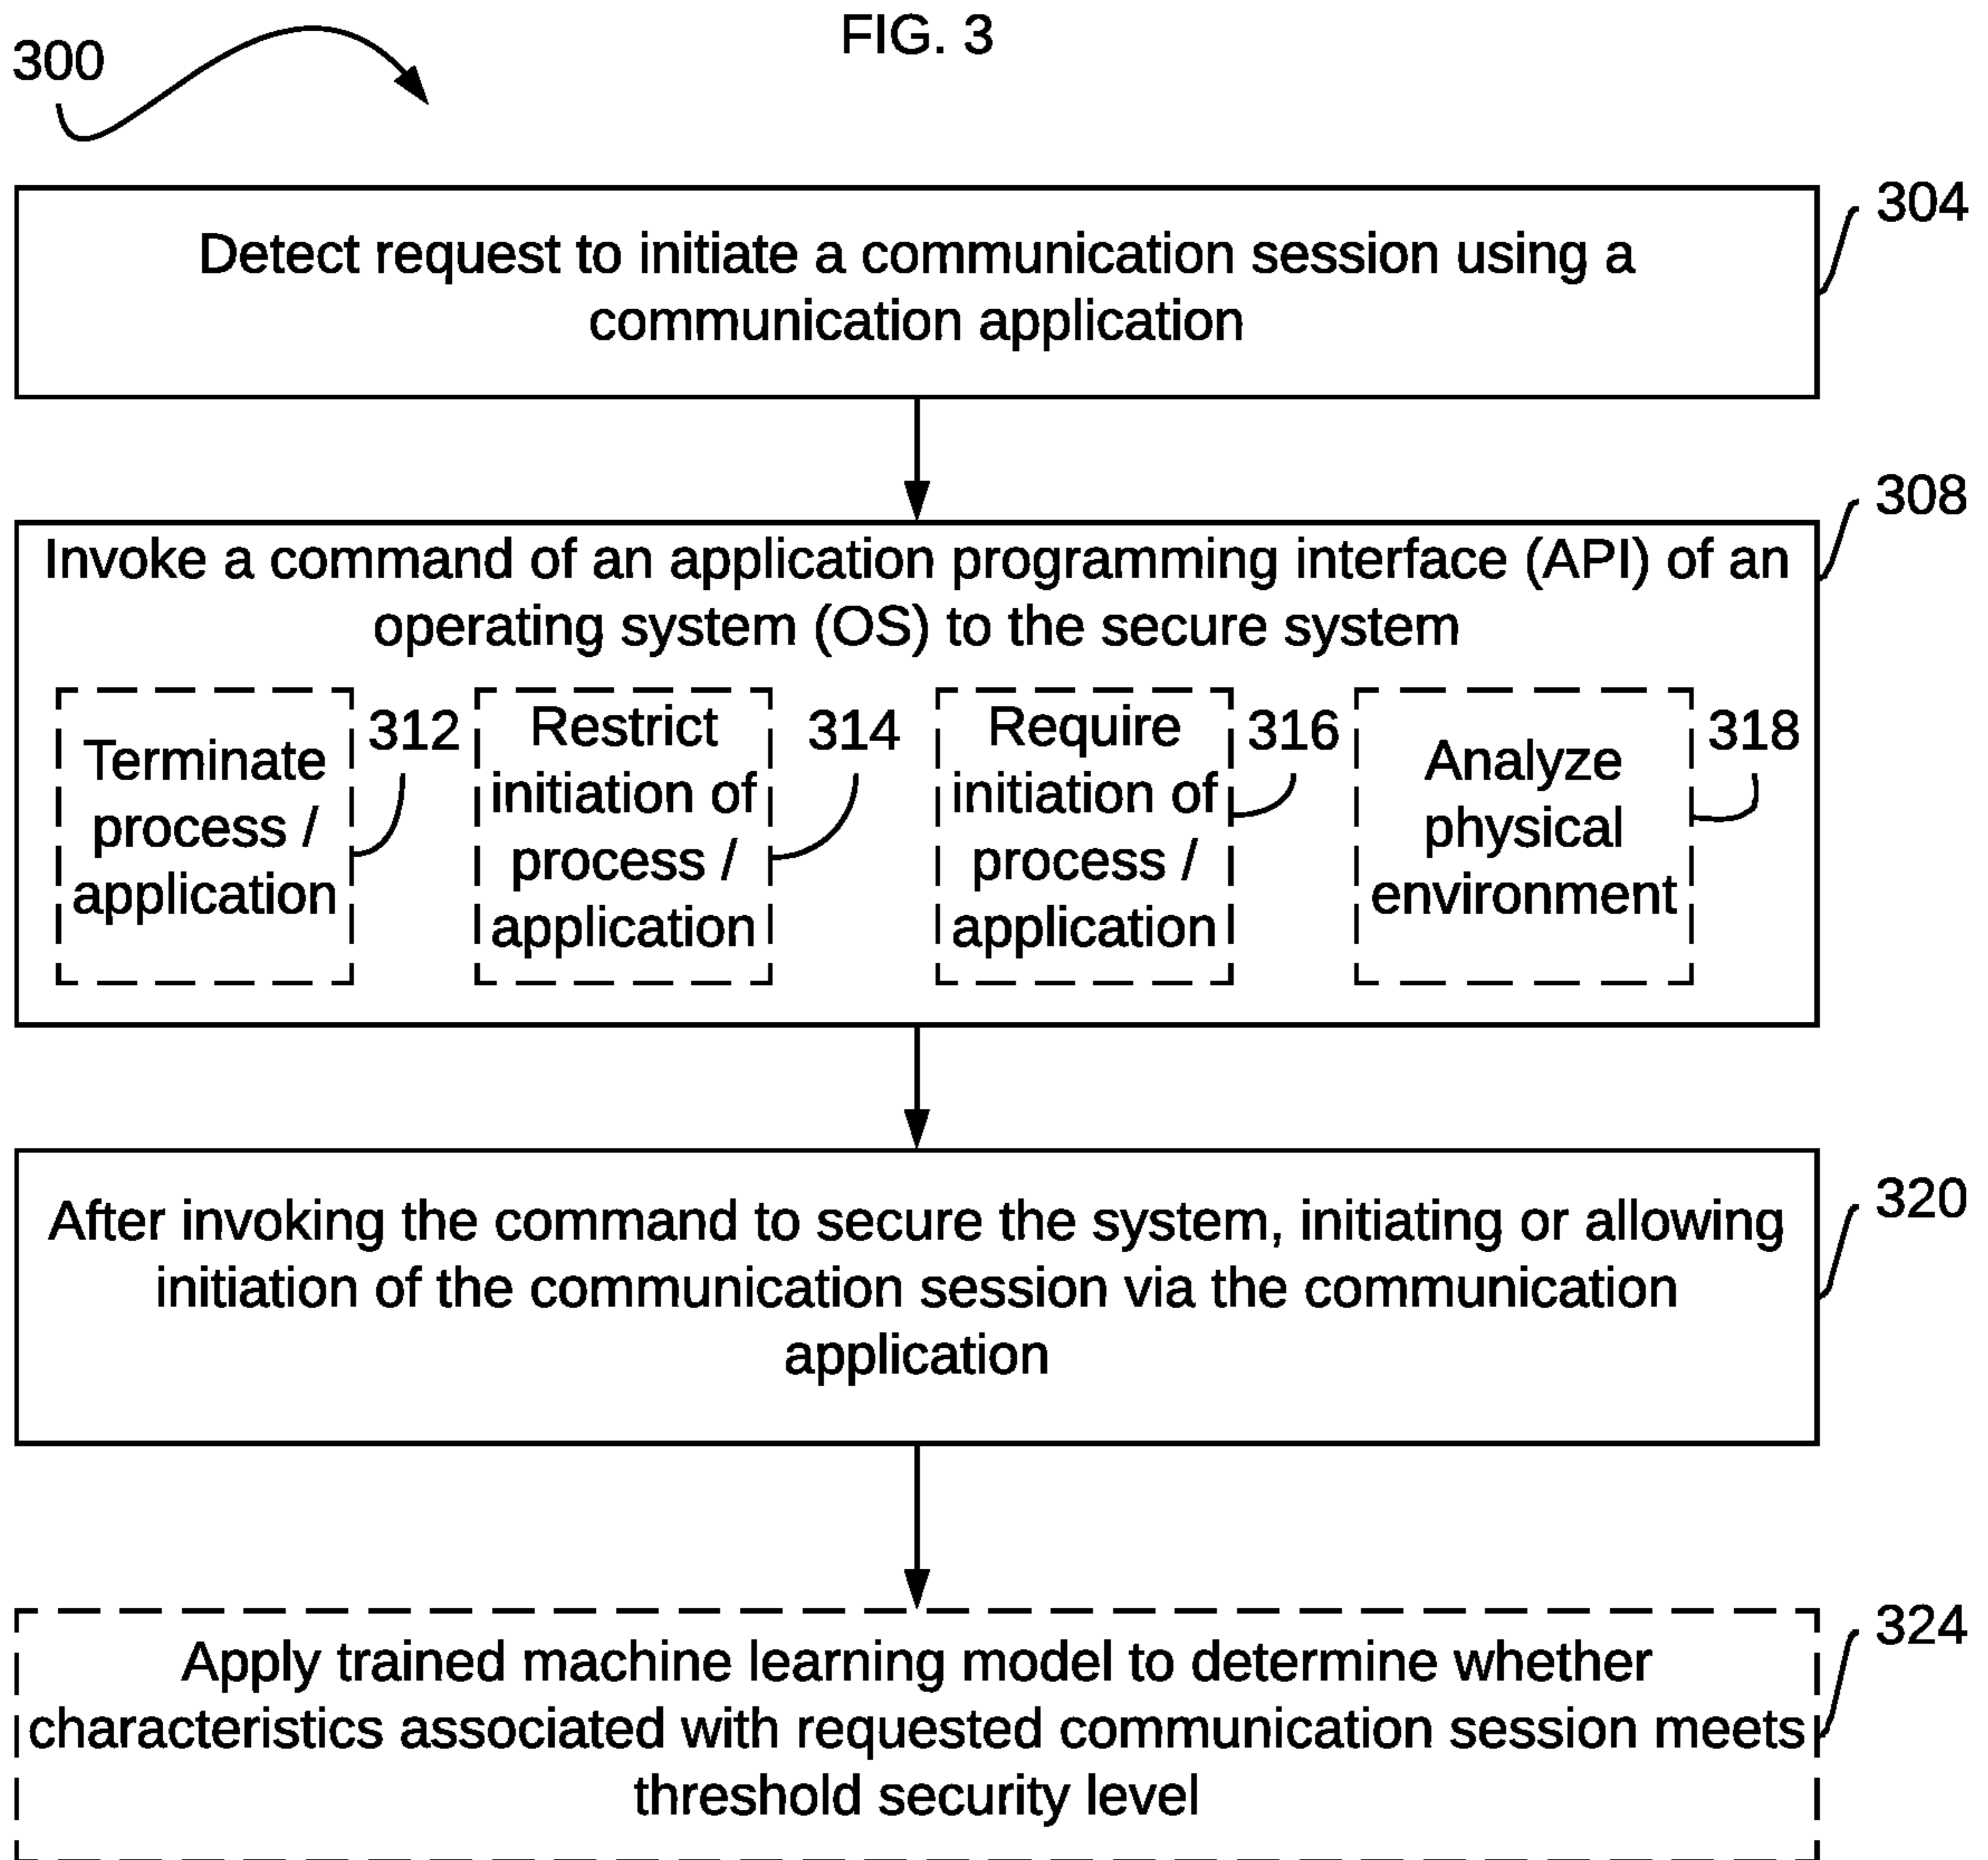 FIG. 3
300
304
Detect request to initiate a communication session using a
communication application
308
Invoke a command of an application programming interface (API) of an
operating system (OS) to the secure system
312
Terminate
process /
application
314
Restrict
initiation of
process /
application
316
Require
initiation of
process /
application
318
Analyze
physical
environment
320
After invoking the command to secure the system, initiating or allowing
initiation of the communication session via the communication
application
324
Apply trained machine learning model to determine whether
characteristics associated with requested communication session meets
threshold security level